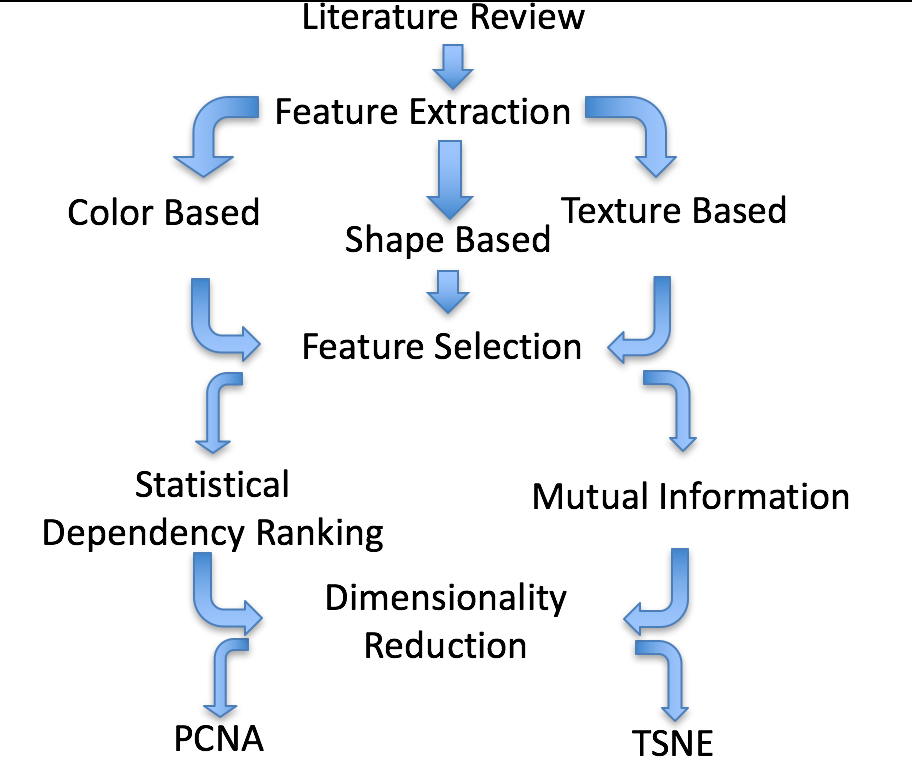 Literature Review
Feature Extraction
Color Based
Texture Based
Shape Based
Feature Selection
Statistical
Dependency Ranking
Mutual Information
Dimensionality
Reduction
PCNA
TSNE